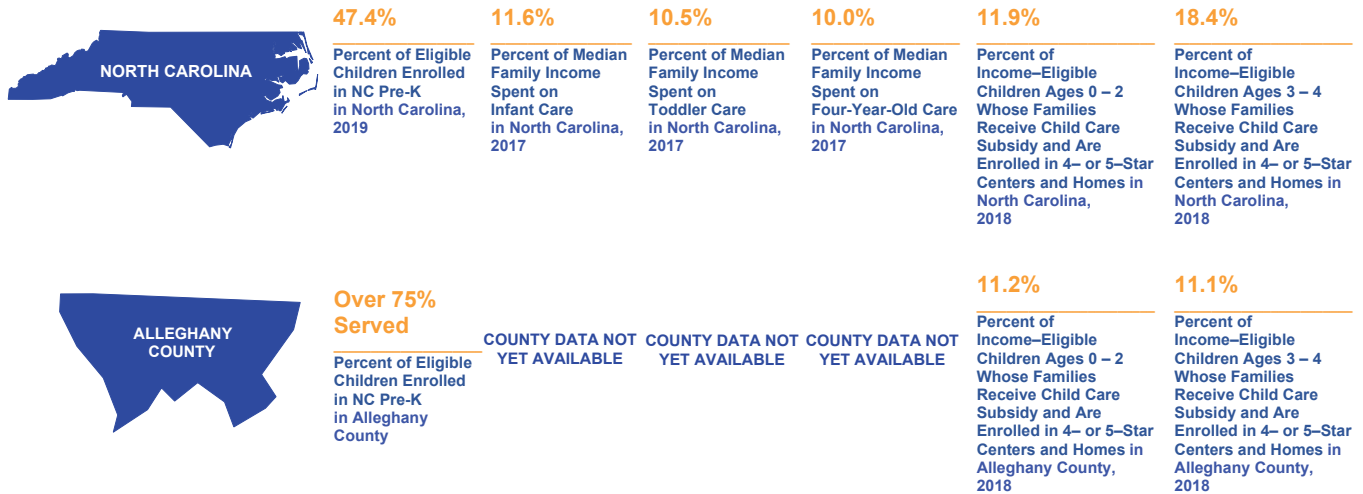 NORTH CAROLINA
47.4%
Percent of Eligible
Children Enrolled
in NC Pre-K
in North Carolina,
2019
11.6%
Percent of Median
Family Income
Spent on
Infant Care
in North Carolina,
2017
10.5%
Percent of Median
Family Income
Spent on
Toddler Care
in North Carolina,
2017
10.0%
Percent of Median
Family Income
Spent on
Four-Year-Old Care
in North Carolina,
2017
11.9%
Percent of
Income–Eligible
Children Ages 0 – 2
Whose Families
Receive Child Care
Subsidy and Are
Enrolled in 4– or 5–Star
Centers and Homes in
North Carolina,
2018
18.4%
Percent of
Income–Eligible
Children Ages 3 – 4
Whose Families
Receive Child Care
Subsidy and Are
Enrolled in 4– or 5–Star
Centers and Homes in
North Carolina,
2018
ALLEGHANY
COUNTY
Over 75%
Served
Percent of Eligible
Children Enrolled
in NC Pre-K
in Alleghany
County
COUNTY DATA NOT
YET AVAILABLE
COUNTY DATA NOT
YET AVAILABLE
COUNTY DATA NOT
YET AVAILABLE
11.2%
Percent of
Income–Eligible
Children Ages 0 – 2
Whose Families
Receive Child Care
Subsidy and Are
Enrolled in 4– or 5–Star
Centers and Homes in
Alleghany County,
2018
11.1%
Percent of
Income–Eligible
Children Ages 3 – 4
Whose Families
Receive Child Care
Subsidy and Are
Enrolled in 4– or 5–Star
Centers and Homes in
Alleghany County,
2018